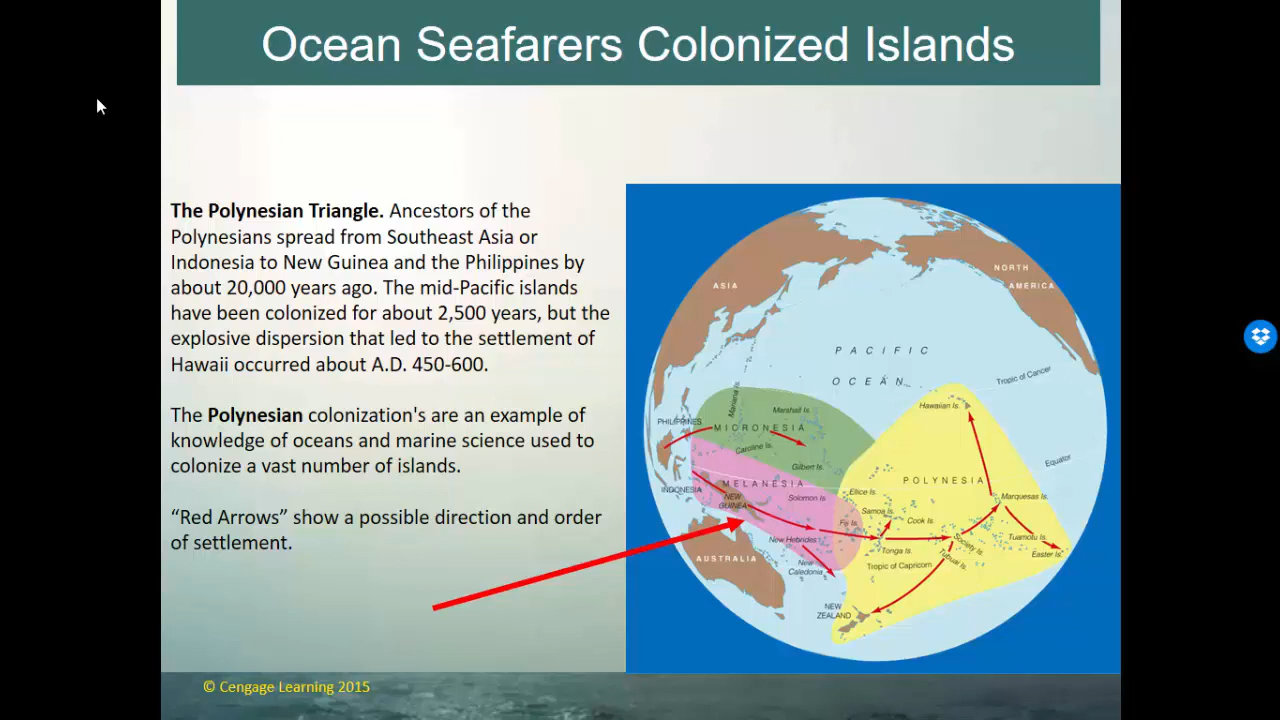 Ocean Seafarers Colonized Islands
The Polynesian Triangle. Ancestors of the
Polynesians spread from Southeast Asia or
Indonesia to New Guinea and the Philippines by
about 20,000 years ago. The mid-Pacific islands
have been colonized for about 2,500 years, but the
explosive dispersion that led to the settlement of
Hawaii occurred about A.D. 450-600.
The Polynesian colonization's are an example of
knowledge of oceans and marine science used to
colonize a vast number of islands.
“Red Arrows” show a possible direction and order
of settlement.
© Cengage Learning 2015
NORTH
AMERICA
ASIA
PACIFIC
OCEAN
Tropic of Cancer
Mariana Is.
Hawaiian Is.
Marshall Is.
PHILIPPINES
MICRONESIA
Caroline Is.
Equator
Gilbert Is.
POLYNESIA
MELANESIA
INDONESIA
Ellice Is.
Marquesas Is.
NEW
GUINEA
Solomon Is.
Samoa Is.
Fiji Is.
Cook Is.
New Hebrides
Society Is.
Tuamotu Is.
Tonga Is.
Easter Is.
AUSTRALIA
New
Caledonia
Tropic of Capricorn
Tubuai Is.
NEW
ZEALAND